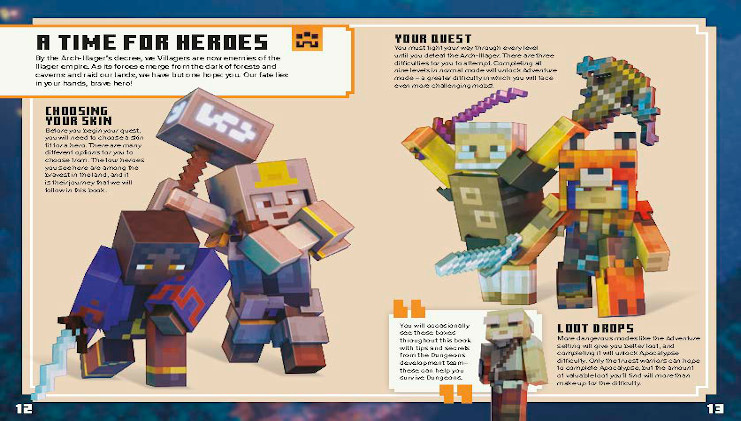 A TIME FOR HEROES
By the Arch-Illager's decree, we Villagers are now enemies of the
Illager empire. As its forces emerge from the dark of forests and
caverns and raid our lands, we have but one hope: you. Our fate lies
in your hands, brave hero!
CHOOSING
YOUR SKIN
Before you begin your quest,
you will need to choose a skin
fit for a hero. There are many
different options for you to
choose from. The four heroes
you see here are among the
bravest in the land, and it
is their journey that we will
follow in this book.
YOUR QUEST
You must fight your way through every level
until you defeat the Arch-Illager. There are three
difficulties for you to attempt. Completing all
nine levels in normal mode will unlock Adventure
mode – a greater difficulty in which you will face
even more challenging mobs!
You will occasionally
see these boxes
throughout this book
with tips and secrets
from the Dungeons
development team—
these can help you
survive Dungeons.
LOOT DROPS
More dangerous modes like the Adventure
setting will give you better loot, and
completing it will unlock Apocalypse
difficulty. Only the truest warriors can hope
to complete Apocalypse, but the amount
of valuable loot you'll find will more than
make up for the difficulty.
12
13